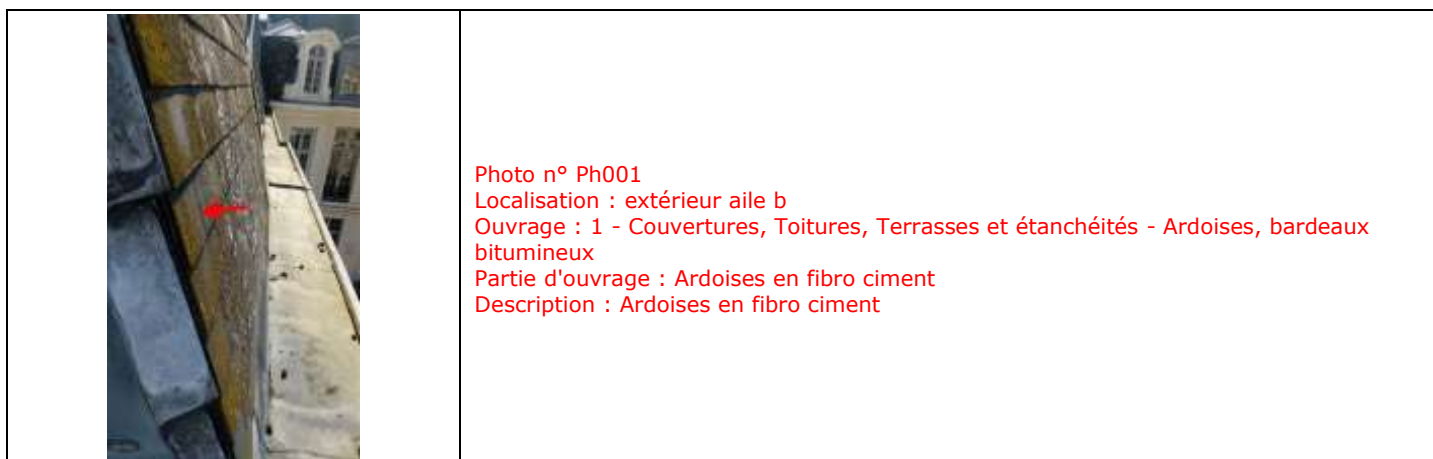 Photo n° Ph001
Localisation : extérieur aile b
Ouvrage : 1 - Couvertures, Toitures, Terrasses et étanchéités - Ardoises, bardeaux
bitumineux
Partie d'ouvrage : Ardoises en fibro ciment
Description : Ardoises en fibro ciment